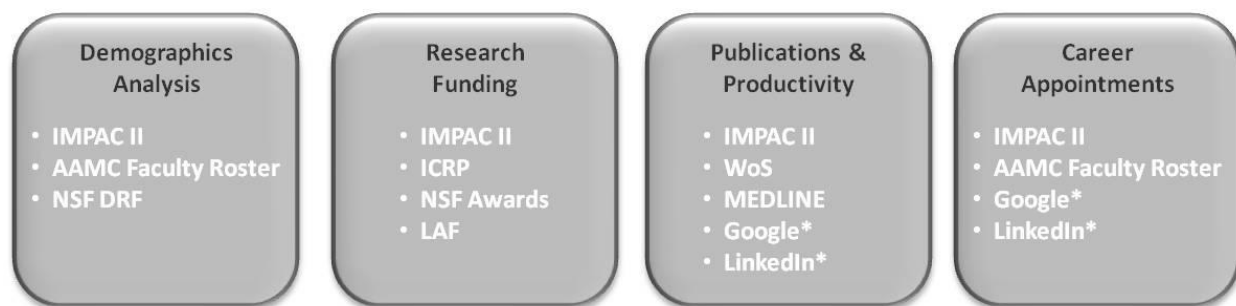 Demographics
Analysis
• IMPAC II
• AAMC Faculty Roster
• NSF DRF
Research
Funding
• IMPAC II
• ICRP
• NSF Awards
• LAF
Publications &
Productivity
• IMPAC II
• WoS
• MEDLINE
• Google*
• LinkedIn*
Career
Appointments
• IMPAC II
• AAMC Faculty Roster
• Google*
• LinkedIn*